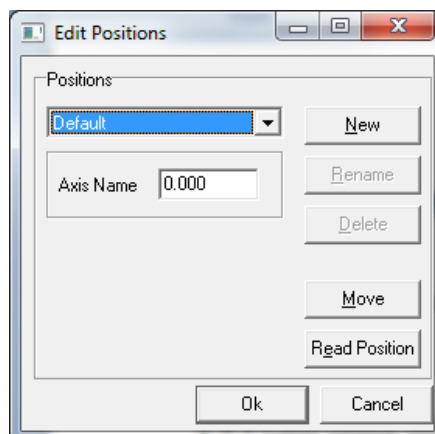 Edit Positions
Positions
Default
New
Axis Name 0.000
Rename
Delete
Move
Read Position
Ok Cancel